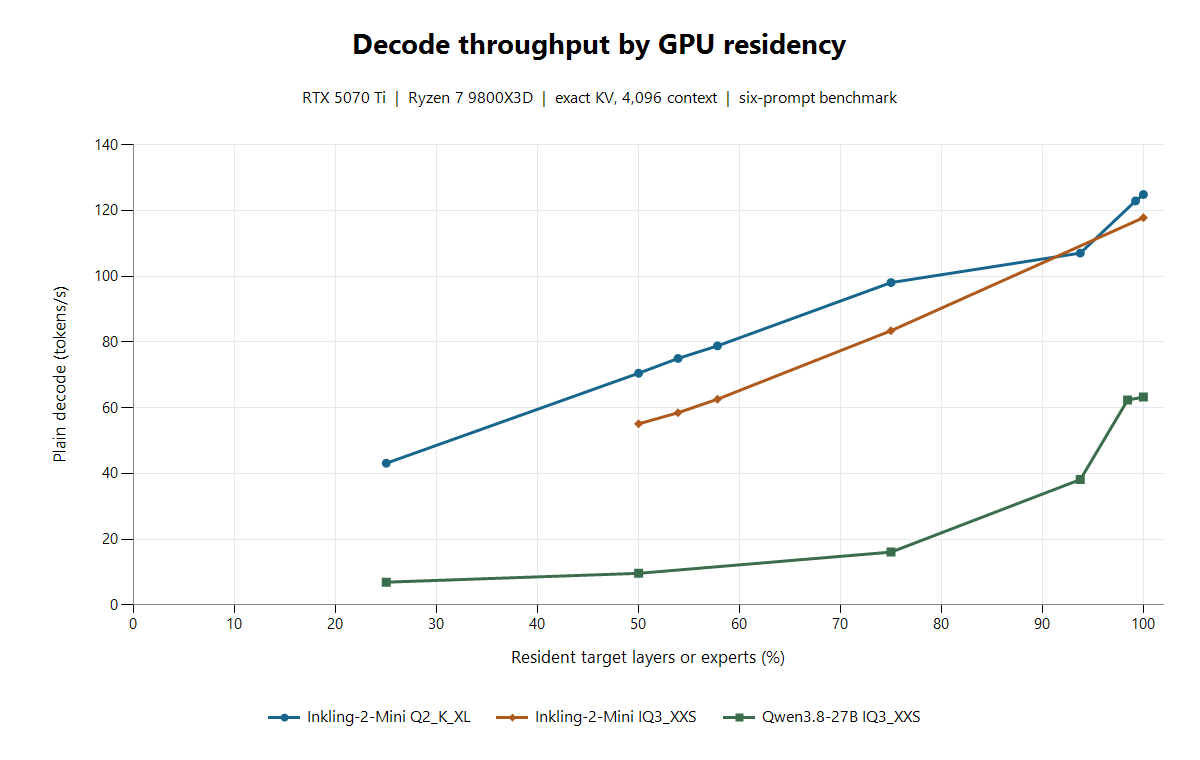 Decode throughput by GPU residency
RTX 5070 Ti | Ryzen 7 9800X3D | exact KV, 4,096 context | six-prompt benchmark
140
120
100
80
60
40
20
0
Plain decode (tokens/s)
0 10 20 30 40 50 60 70 80 90 100
Resident target layers or experts (%)
Inkling-2-Mini Q2_K_XL Inkling-2-Mini IQ3_XXS Qwen3.8-27B IQ3_XXS